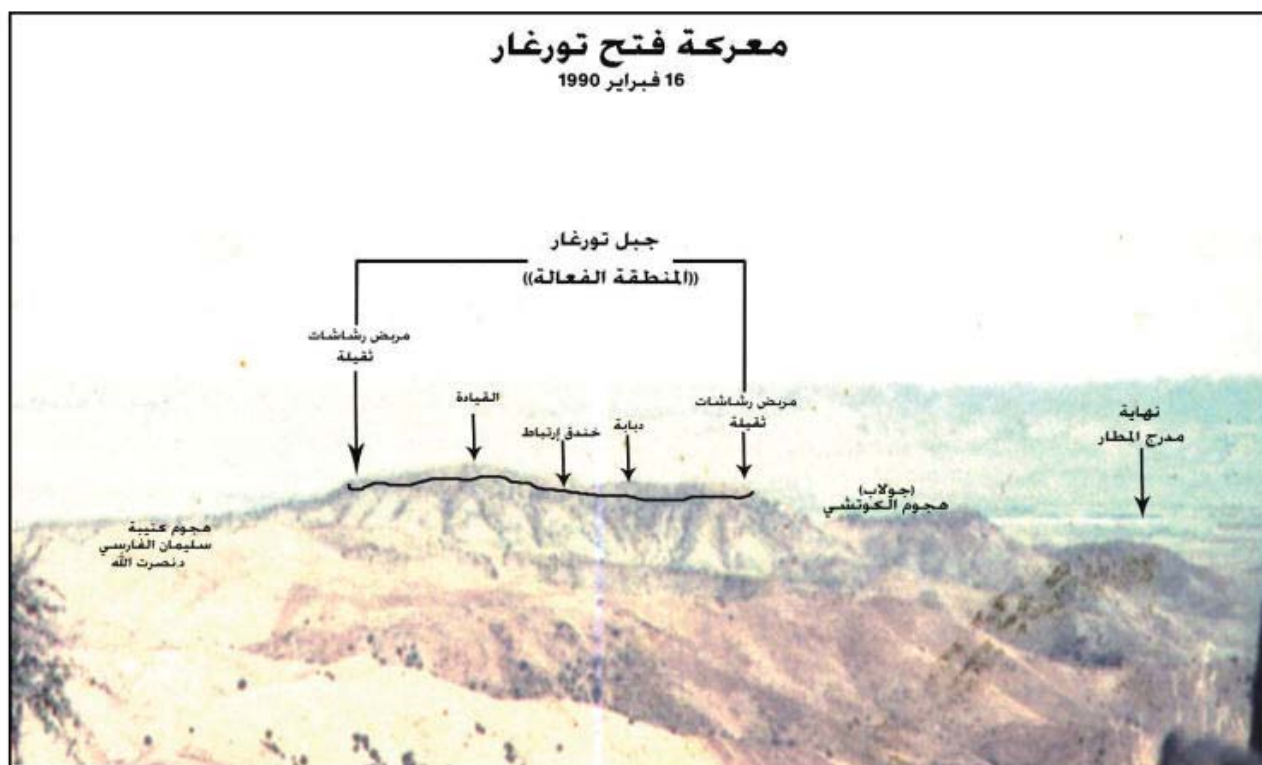 معركة فتح تورغار
16 فبراير 1990
جبل تورغار
((المنطقة الفعالة))
مربض رشاشات
ثقيلة
القيادة
خندق إرتباط
دبابة
مربض رشاشات
ثقيلة
نهاية
مدرج المطار
(جولاب)
هجوم الكوتشي
هجوم كتيبة
سليمان الفارسي
د.نصرت الله